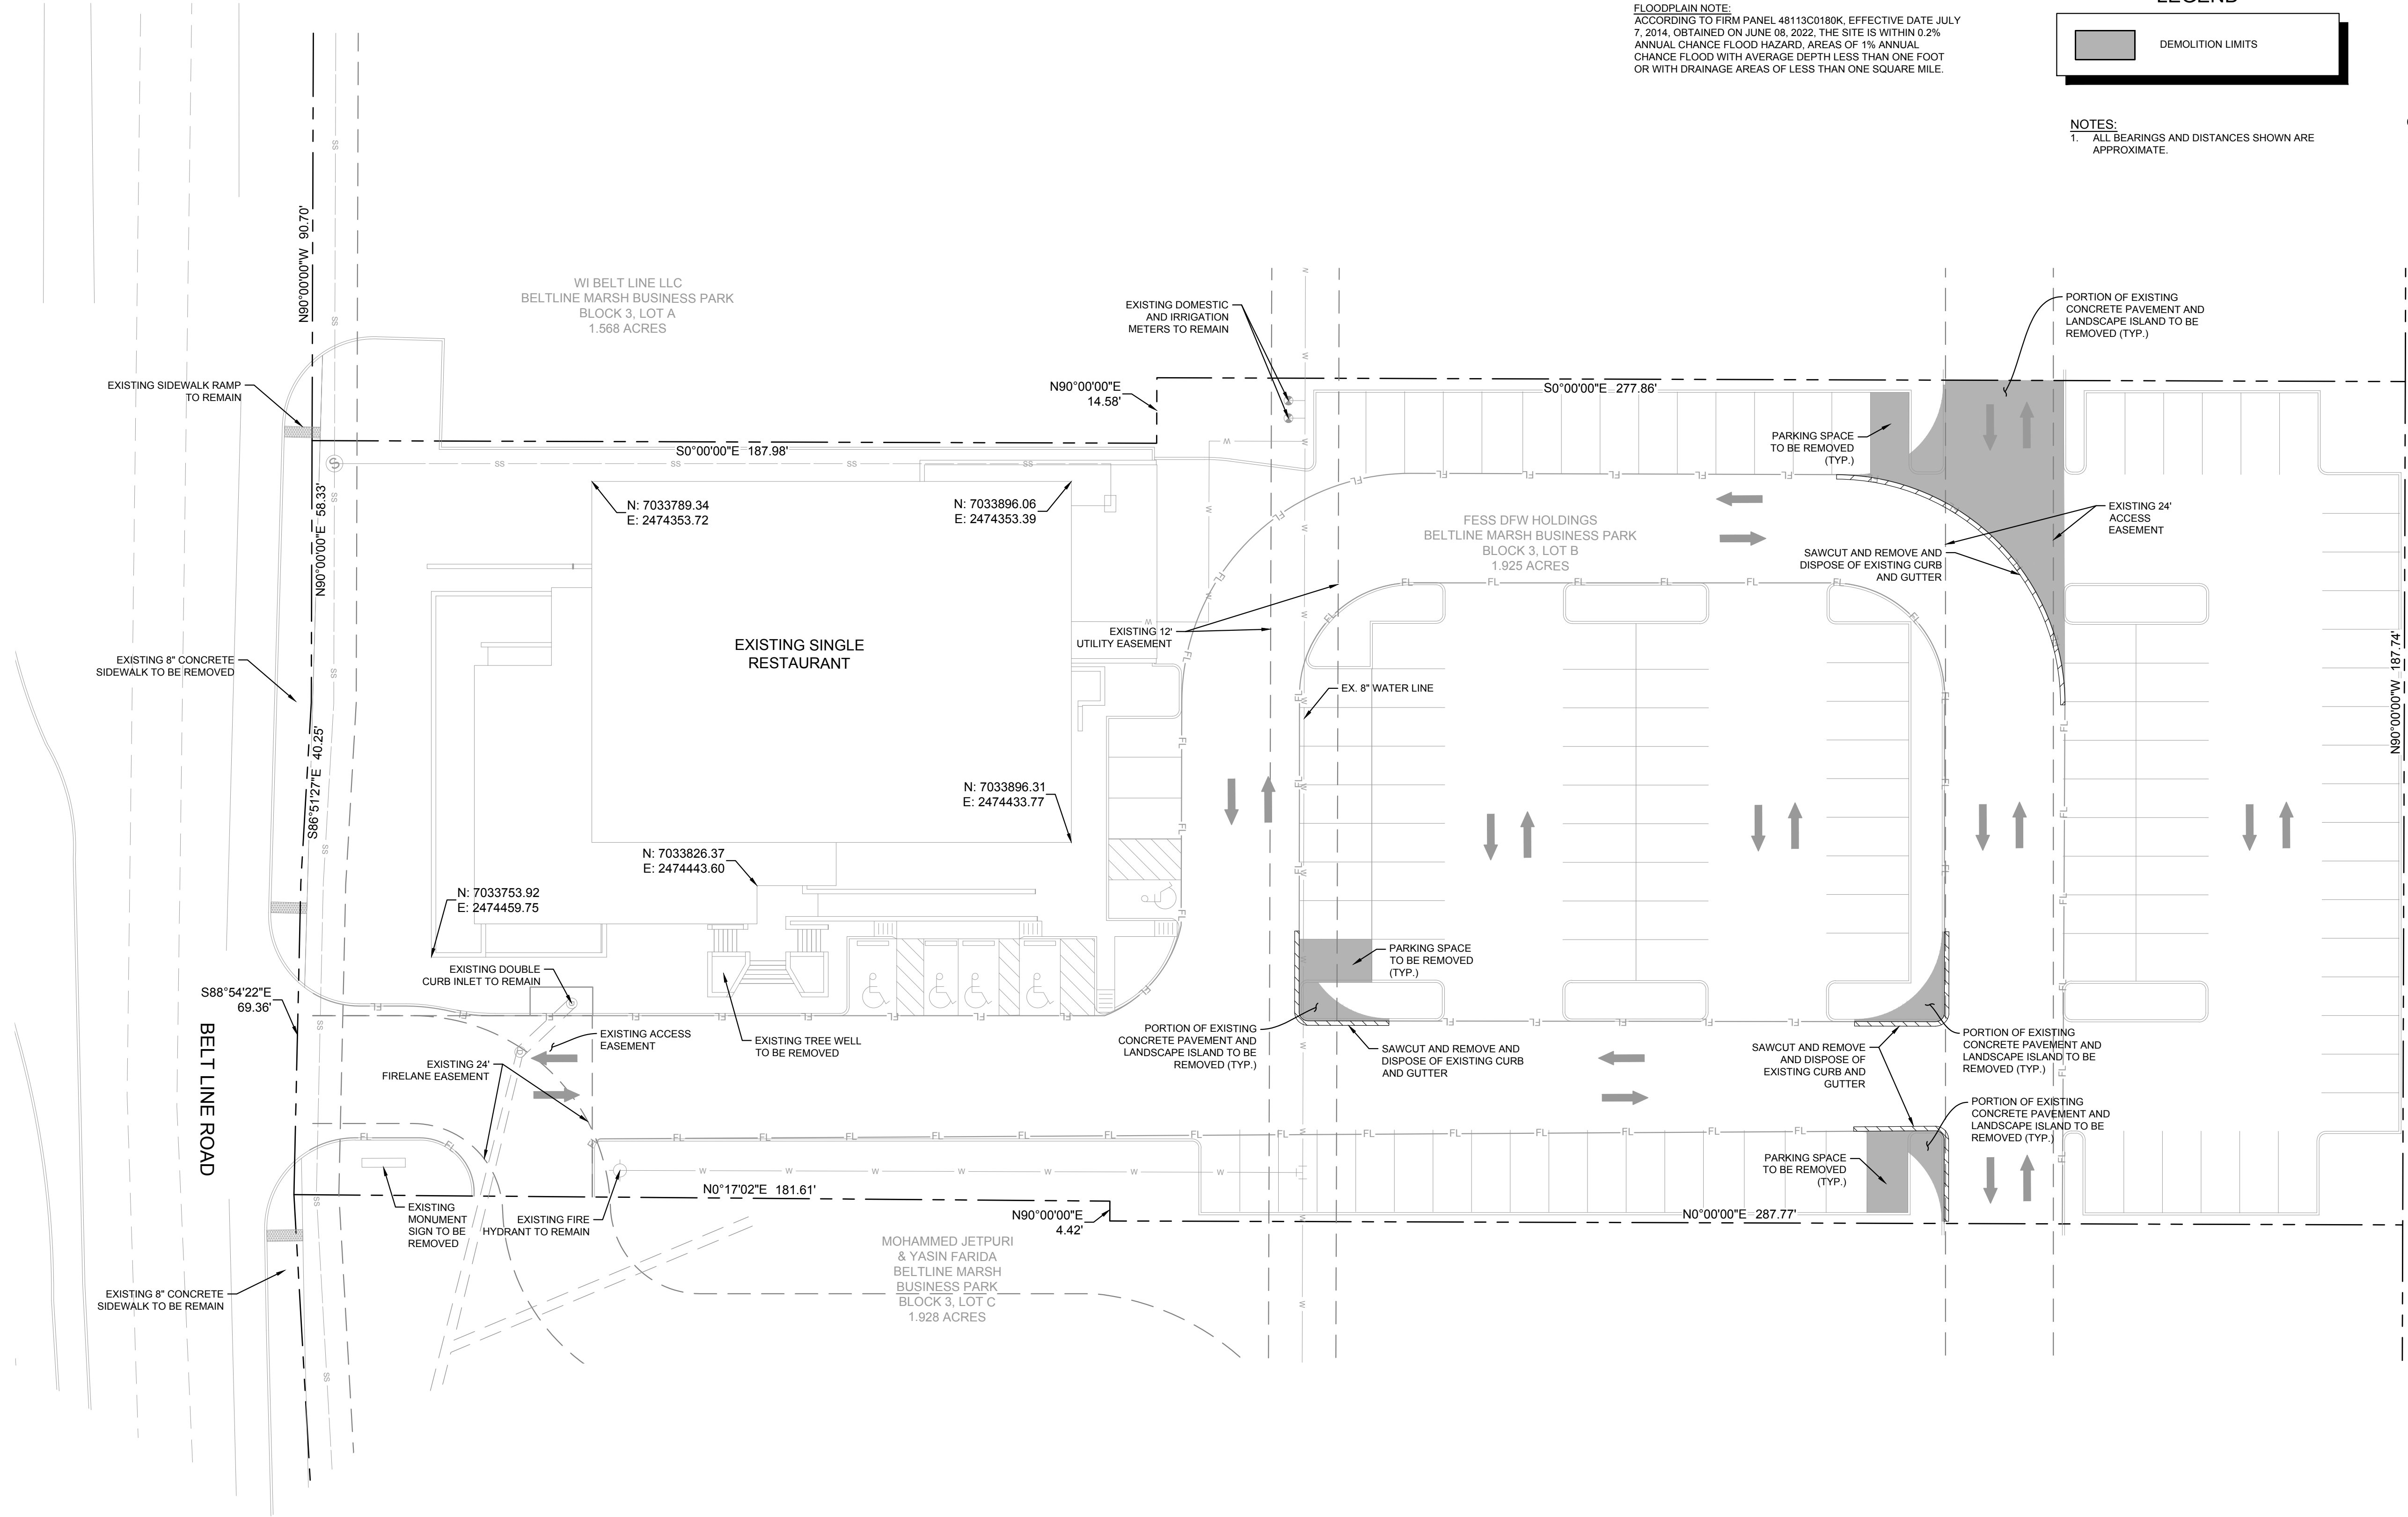 FLOODPLAIN NOTE:
ACCORDING TO FIRM PANEL 48113C0180K, EFFECTIVE DATE JULY
7, 2014, OBTAINED ON JUNE 08, 2022, THE SITE IS WITHIN 0.2%
ANNUAL CHANCE FLOOD HAZARD, AREAS OF 1% ANNUAL
CHANCE FLOOD WITH AVERAGE DEPTH LESS THAN ONE FOOT
OR WITH DRAINAGE AREAS OF LESS THAN ONE SQUARE MILE.
LEGEND
DEMOLITION LIMITS
NOTES:
1. ALL BEARINGS AND DISTANCES SHOWN ARE
APPROXIMATE.
N90°00'00"W 90.70'
WI BELT LINE LLC
BELTLINE MARSH BUSINESS PARK
BLOCK 3, LOT A
1.568 ACRES
EXISTING DOMESTIC
AND IRRIGATION
METERS TO REMAIN
PORTION OF EXISTING
CONCRETE PAVEMENT AND
LANDSCAPE ISLAND TO BE
REMOVED (TYP.)
EXISTING SIDEWALK RAMP
TO REMAIN
N90°00'00"E
14.58'
S0°00'00"E 277.86'
S0°00'00"E 187.98'
PARKING SPACE
TO BE REMOVED
(TYP.)
N90°00'00"E 58.33'
N: 7033789.34
E: 2474353.72
N: 7033896.06
E: 2474353.39
FESS DFW HOLDINGS
BELTLINE MARSH BUSINESS PARK
BLOCK 3, LOT B
1.925 ACRES
EXISTING 24'
ACCESS
EASEMENT
SAWCUT AND REMOVE AND
DISPOSE OF EXISTING CURB
AND GUTTER
EXISTING SINGLE
RESTAURANT
EXISTING 12'
UTILITY EASEMENT
EXISTING 8" CONCRETE
SIDEWALK TO BE REMOVED
EX. 8" WATER LINE
N90°00'00"W 187.74'
S86°51'27"E 40.25'
N: 7033896.31
E: 2474433.77
N: 7033826.37
E: 2474443.60
N: 7033753.92
E: 2474459.75
EXISTING DOUBLE
CURB INLET TO REMAIN
PARKING SPACE
TO BE REMOVED
(TYP.)
S88°54'22"E
69.36'
BELT LINE ROAD
EXISTING ACCESS
EASEMENT
EXISTING TREE WELL
TO BE REMOVED
EXISTING 24'
FIRELANE EASEMENT
PORTION OF EXISTING
CONCRETE PAVEMENT AND
LANDSCAPE ISLAND TO BE
REMOVED (TYP.)
SAWCUT AND REMOVE AND
DISPOSE OF EXISTING CURB
AND GUTTER
SAWCUT AND REMOVE
AND DISPOSE OF
EXISTING CURB AND
GUTTER
PORTION OF EXISTING
CONCRETE PAVEMENT AND
LANDSCAPE ISLAND TO BE
REMOVED (TYP.)
PORTION OF EXISTING
CONCRETE PAVEMENT AND
LANDSCAPE ISLAND TO BE
REMOVED (TYP.)
PARKING SPACE
TO BE REMOVED
(TYP.)
N0°17'02"E 181.61'
EXISTING
MONUMENT
SIGN TO BE
REMOVED
EXISTING FIRE
HYDRANT TO REMAIN
N90°00'00"E
4.42'
N0°00'00"E 287.77'
MOHAMMED JETPURI
& YASIN FARIDA
BELTLINE MARSH
BUSINESS PARK
BLOCK 3, LOT C
1.928 ACRES
EXISTING 8" CONCRETE
SIDEWALK TO BE REMAIN